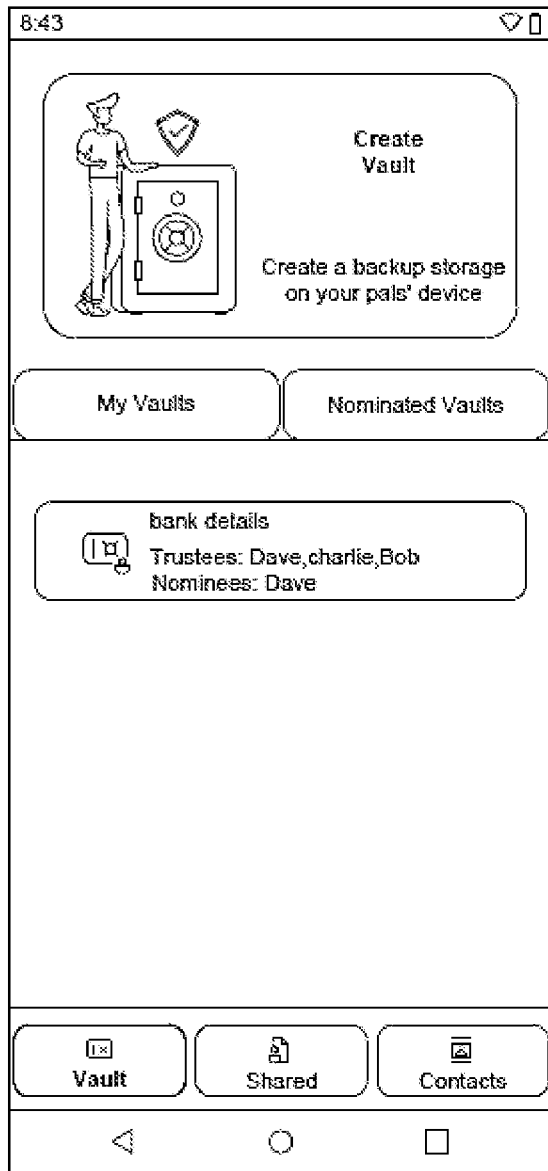 8:43
Create
Vault
Create a backup storage
on your pals' device
My Vaults
Nominated Vaults
bank details
Trustees: Dave,charlie,Bob
Nominees: Dave
Vault
Shared
Contacts